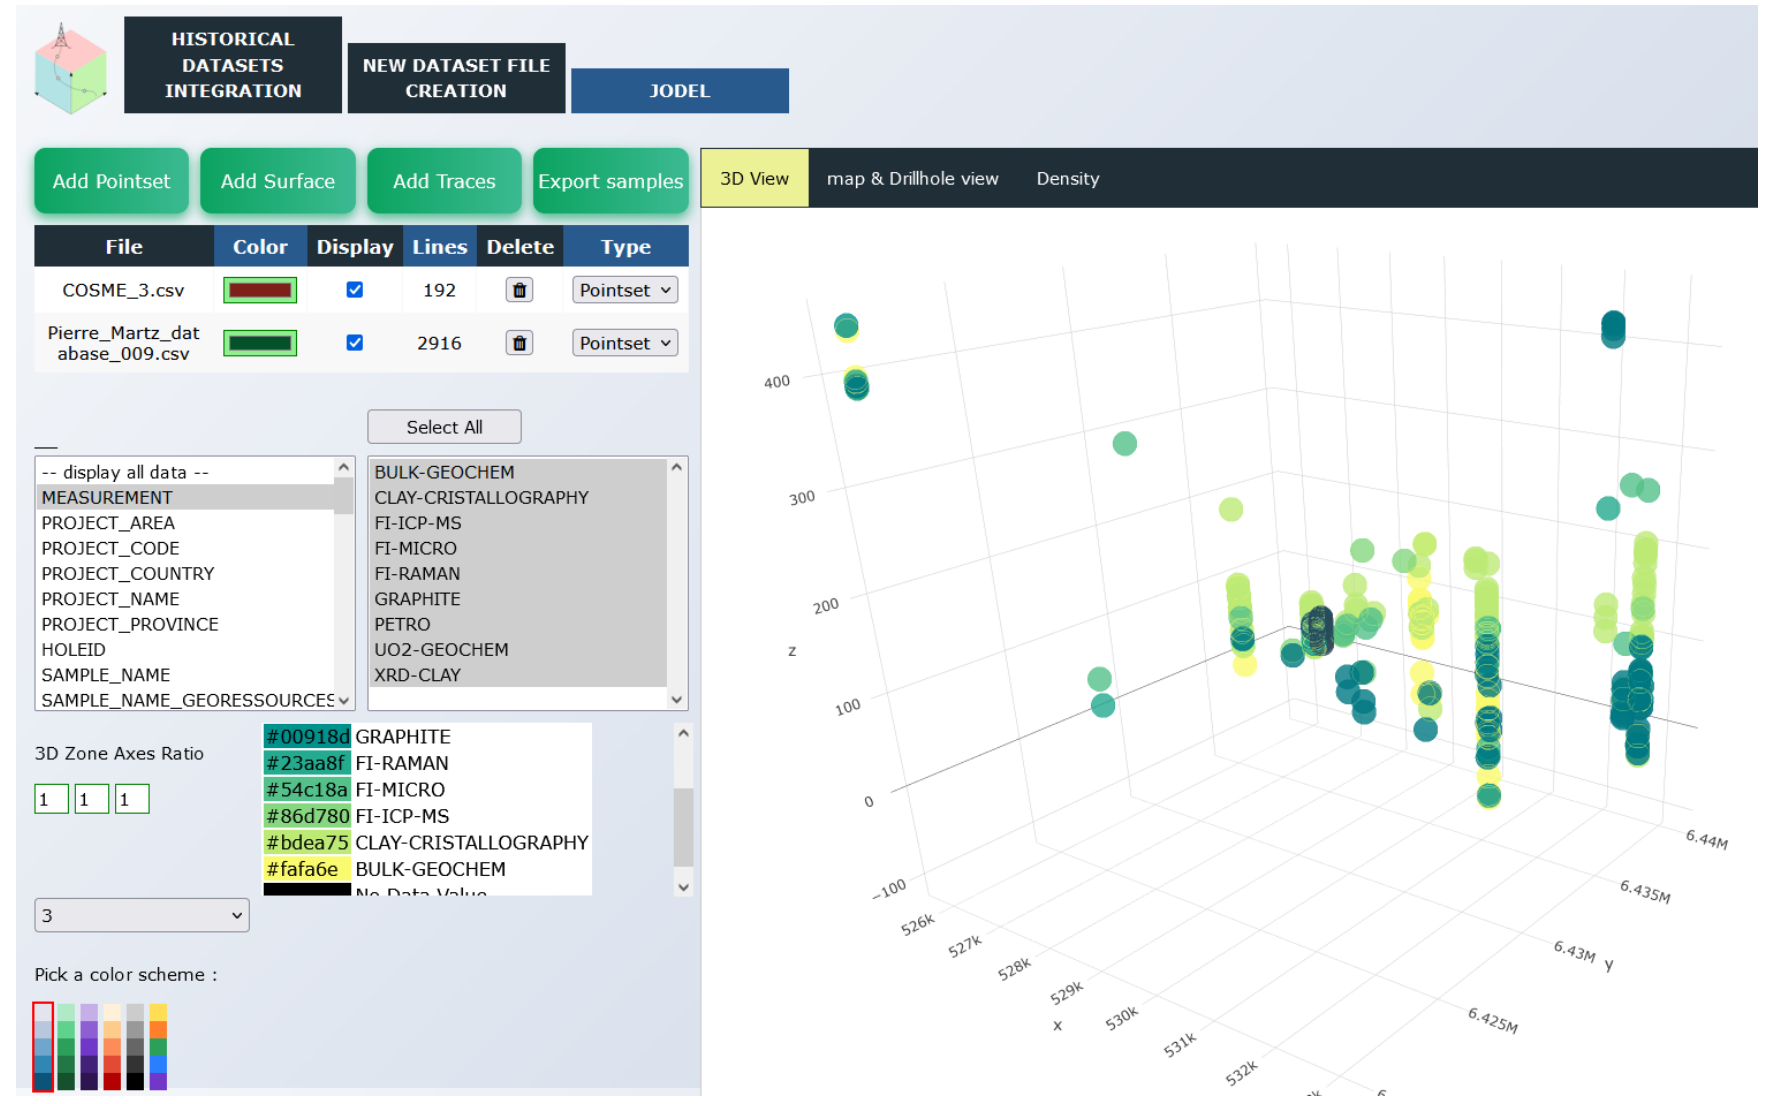 HISTORICAL
DATASETS
INTEGRATION
NEW DATASET FILE
CREATION
JODEL
Add Pointset
Add Surface
Add Traces
Export samples
3D View
map & Drillhole view
Density
File Color Display Lines Delete Type
COSME_3.csv 192 Pointset
Pierre_Martz_dat
abase_009.csv
2916 Pointset
Select All
-- display all data --
MEASUREMENT
PROJECT_AREA
PROJECT_CODE
PROJECT_COUNTRY
PROJECT_NAME
PROJECT_PROVINCE
HOLEID
SAMPLE_NAME
SAMPLE_NAME_GEORESSOURCES
BULK-GEOCHEM
CLAY-CRISTALLOGRAPHY
FI-ICP-MS
FI-MICRO
FI-RAMAN
GRAPHITE
PETRO
UO2-GEOCHEM
XRD-CLAY
3D Zone Axes Ratio
1 1 1
#00918d GRAPHITE
#23aa8f FI-RAMAN
#54c18a FI-MICRO
#86d780 FI-ICP-MS
#bdea75 CLAY-CRISTALLOGRAPHY
#fafa6e BULK-GEOCHEM
No Data Value
3
Pick a color scheme :
400
300
200
z
100
0
−100
526k
527k
528k
529k
x
530k
531k
532k
6.44M
6.435M
6.43M
y
6.425M